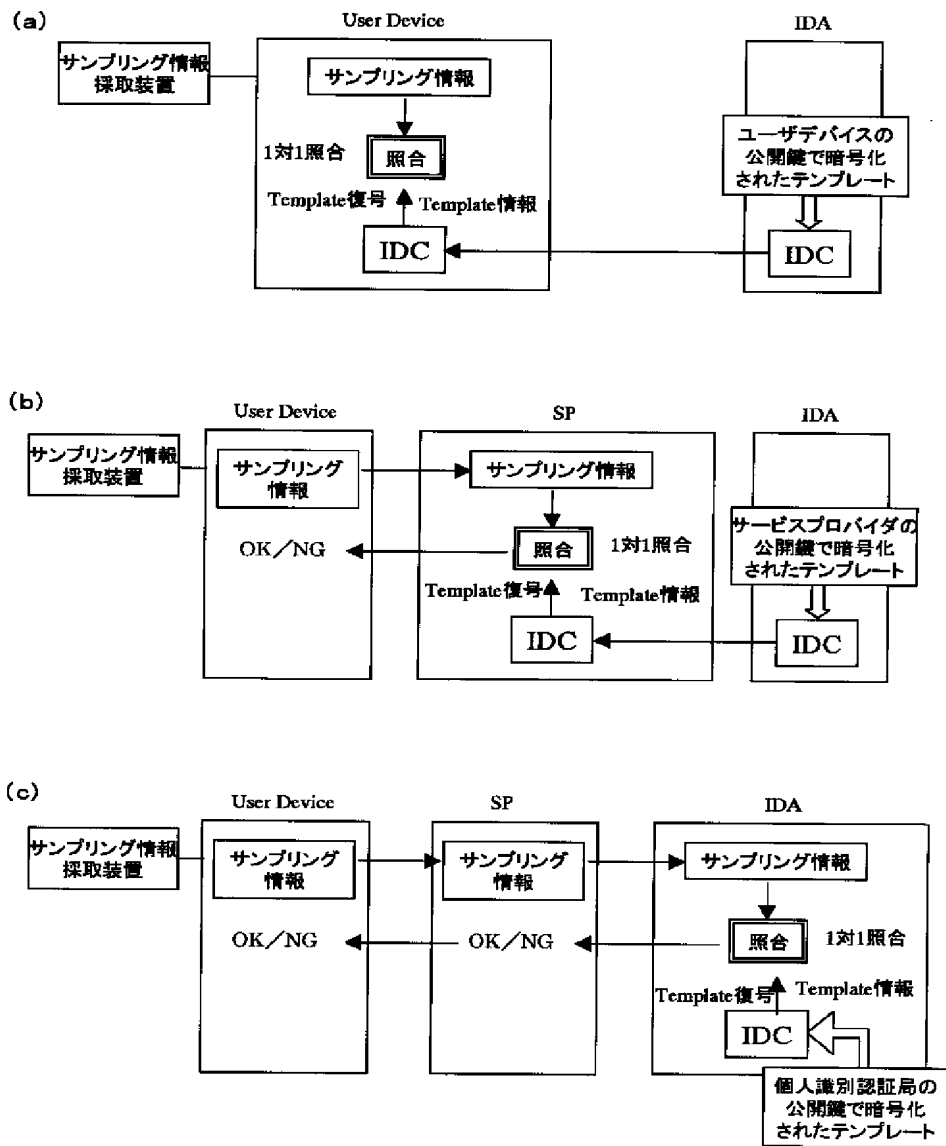 (a)
User Device
IDA
サンプリング情報
採取装置
サンプリング情報
ユーザデバイスの
公開鍵で暗号化
されたテンプレート
1対1照合
照合
Template復号
Template情報
IDC
IDC
(b)
User Device
SP
IDA
サンプリング情報
採取装置
サンプリング
情報
サンプリング情報
サービスプロバイダの
公開鍵で暗号化
されたテンプレート
OK／NG
照合
1対1照合
Template復号
Template情報
IDC
IDC
(c)
User Device
SP
IDA
サンプリング情報
採取装置
サンプリング
情報
サンプリング
情報
サンプリング情報
OK／NG
OK／NG
照合
1対1照合
Template復号
Template情報
IDC
個人識別認証局の
公開鍵で暗号化
されたテンプレート